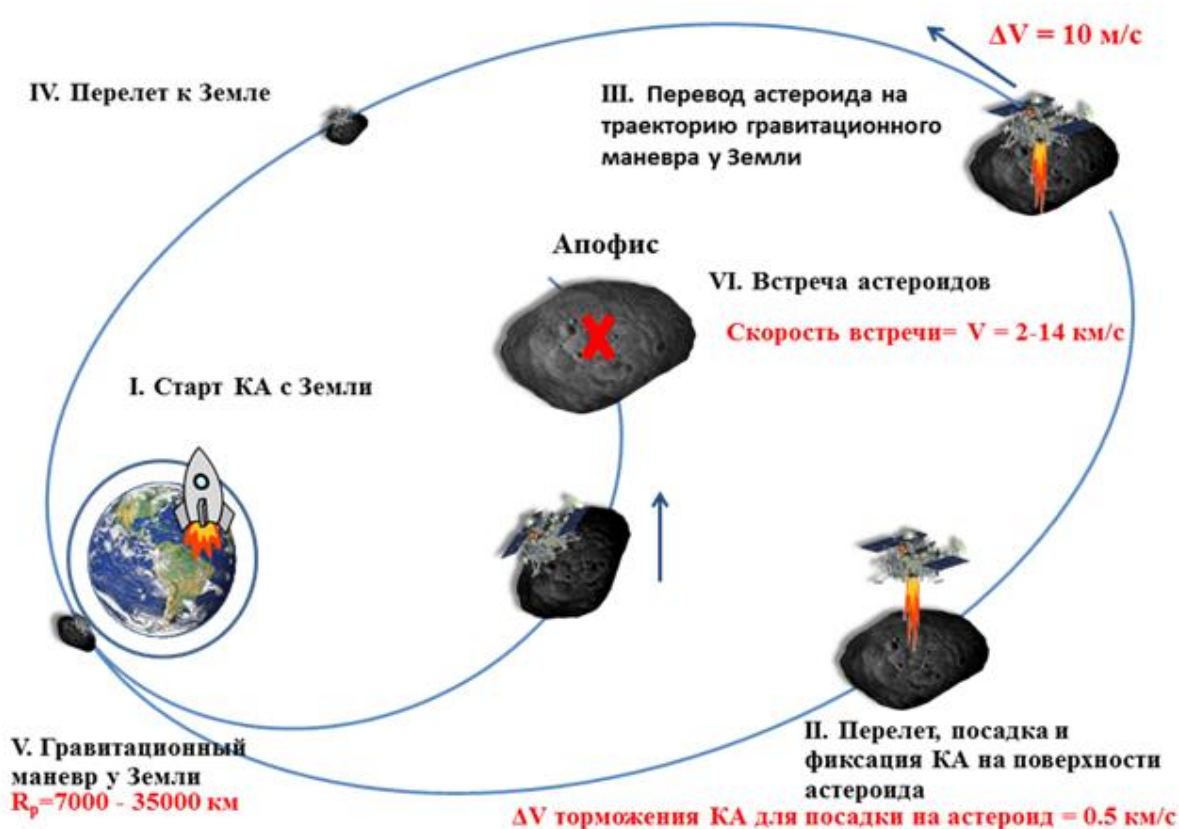 ΔV = 10 м/с
IV. Перелет к Земле
III. Перевод астероида на
траекторию гравитационного
маневра у Земли
Апофис
VI. Встреча астероидов
Скорость встречи= V = 2-14 км/с
I. Старт КА с Земли
II. Перелет, посадка и
фиксация КА на поверхности
астероида
ΔV торможения КА для посадки на астероид = 0.5 км/с
V. Гравитационный
маневр у Земли
Rp=7000 - 35000 км